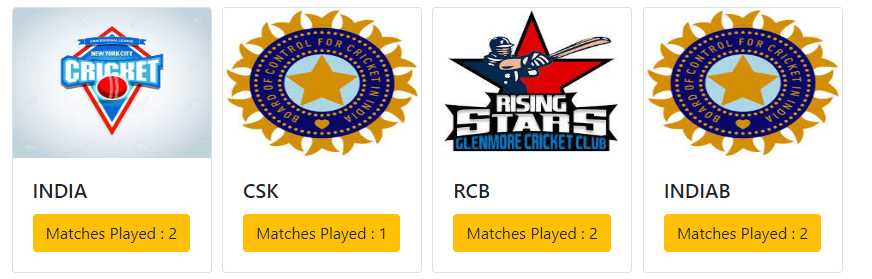 PROFESSIONAL LEAGUE
NEW YORK CITY
CRICKET
INDIA
Matches Played : 2
BOARD OF CONTROL FOR CRICKET IN INDIA
CSK
Matches Played : 1
RISING
STARS
GLENMORE CRICKET CLUB
RCB
Matches Played : 2
BOARD OF CONTROL FOR CRICKET IN INDIA
INDIAB
Matches Played : 2